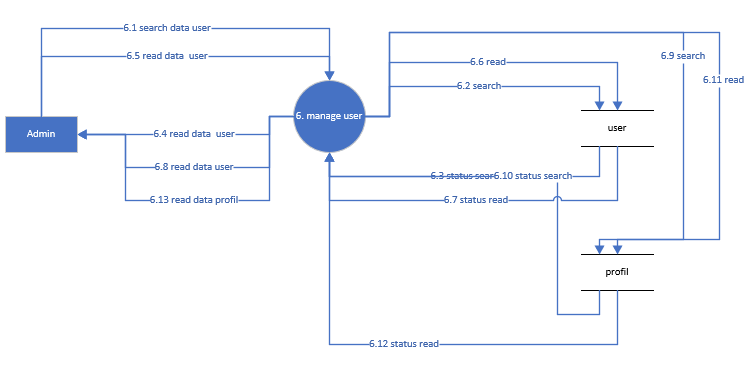 6.1 search data user
6.5 read data  user
6.9 search
6.6 read
6.11 read
6.2 search
6. manage user
user
Admin
6.4 read data  user
6.8 read data user
6.3 status sear
6.10 status search
6.13 read data profil
6.7 status read
profil
6.12 status read